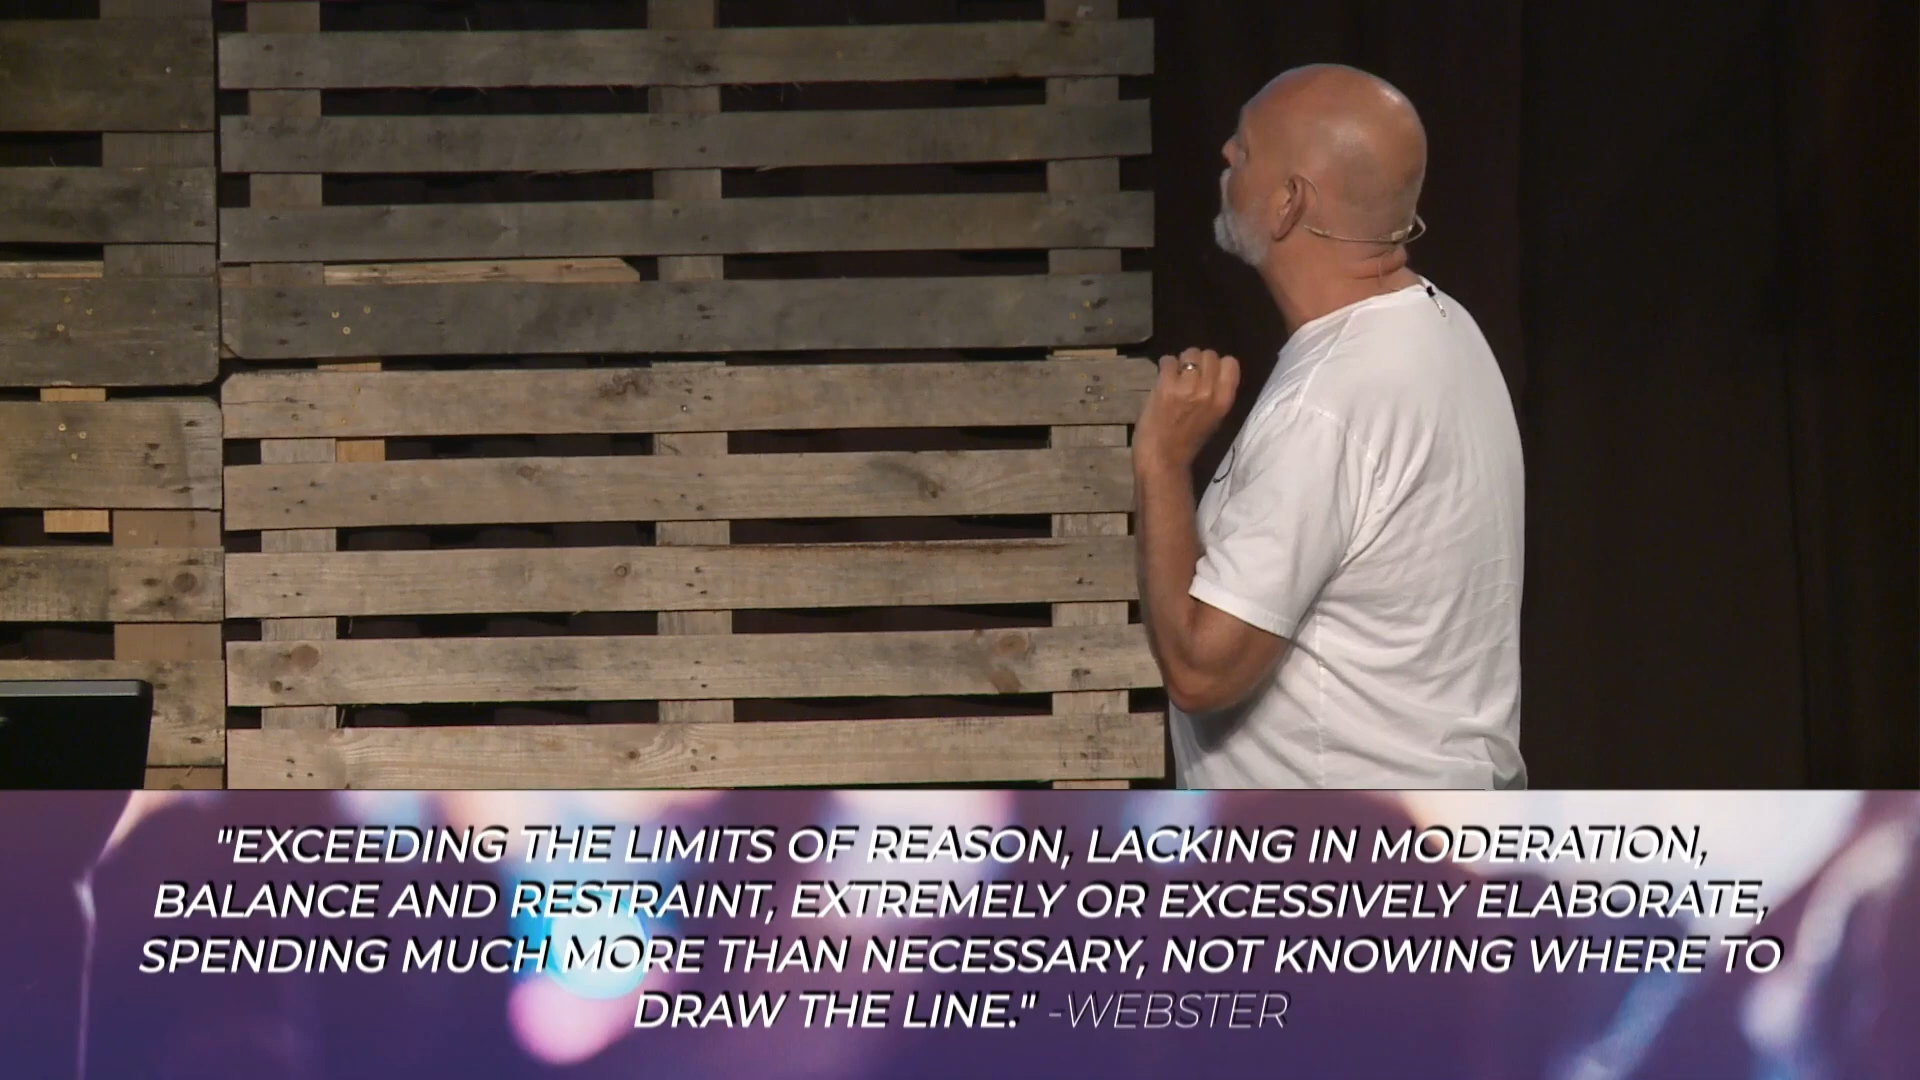 "EXCEEDING THE LIMITS OF REASON, LACKING IN MODERATION,
BALANCE AND RESTRAINT, EXTREMELY OR EXCESSIVELY ELABORATE,
SPENDING MUCH MORE THAN NECESSARY, NOT KNOWING WHERE TO
DRAW THE LINE." -WEBSTER